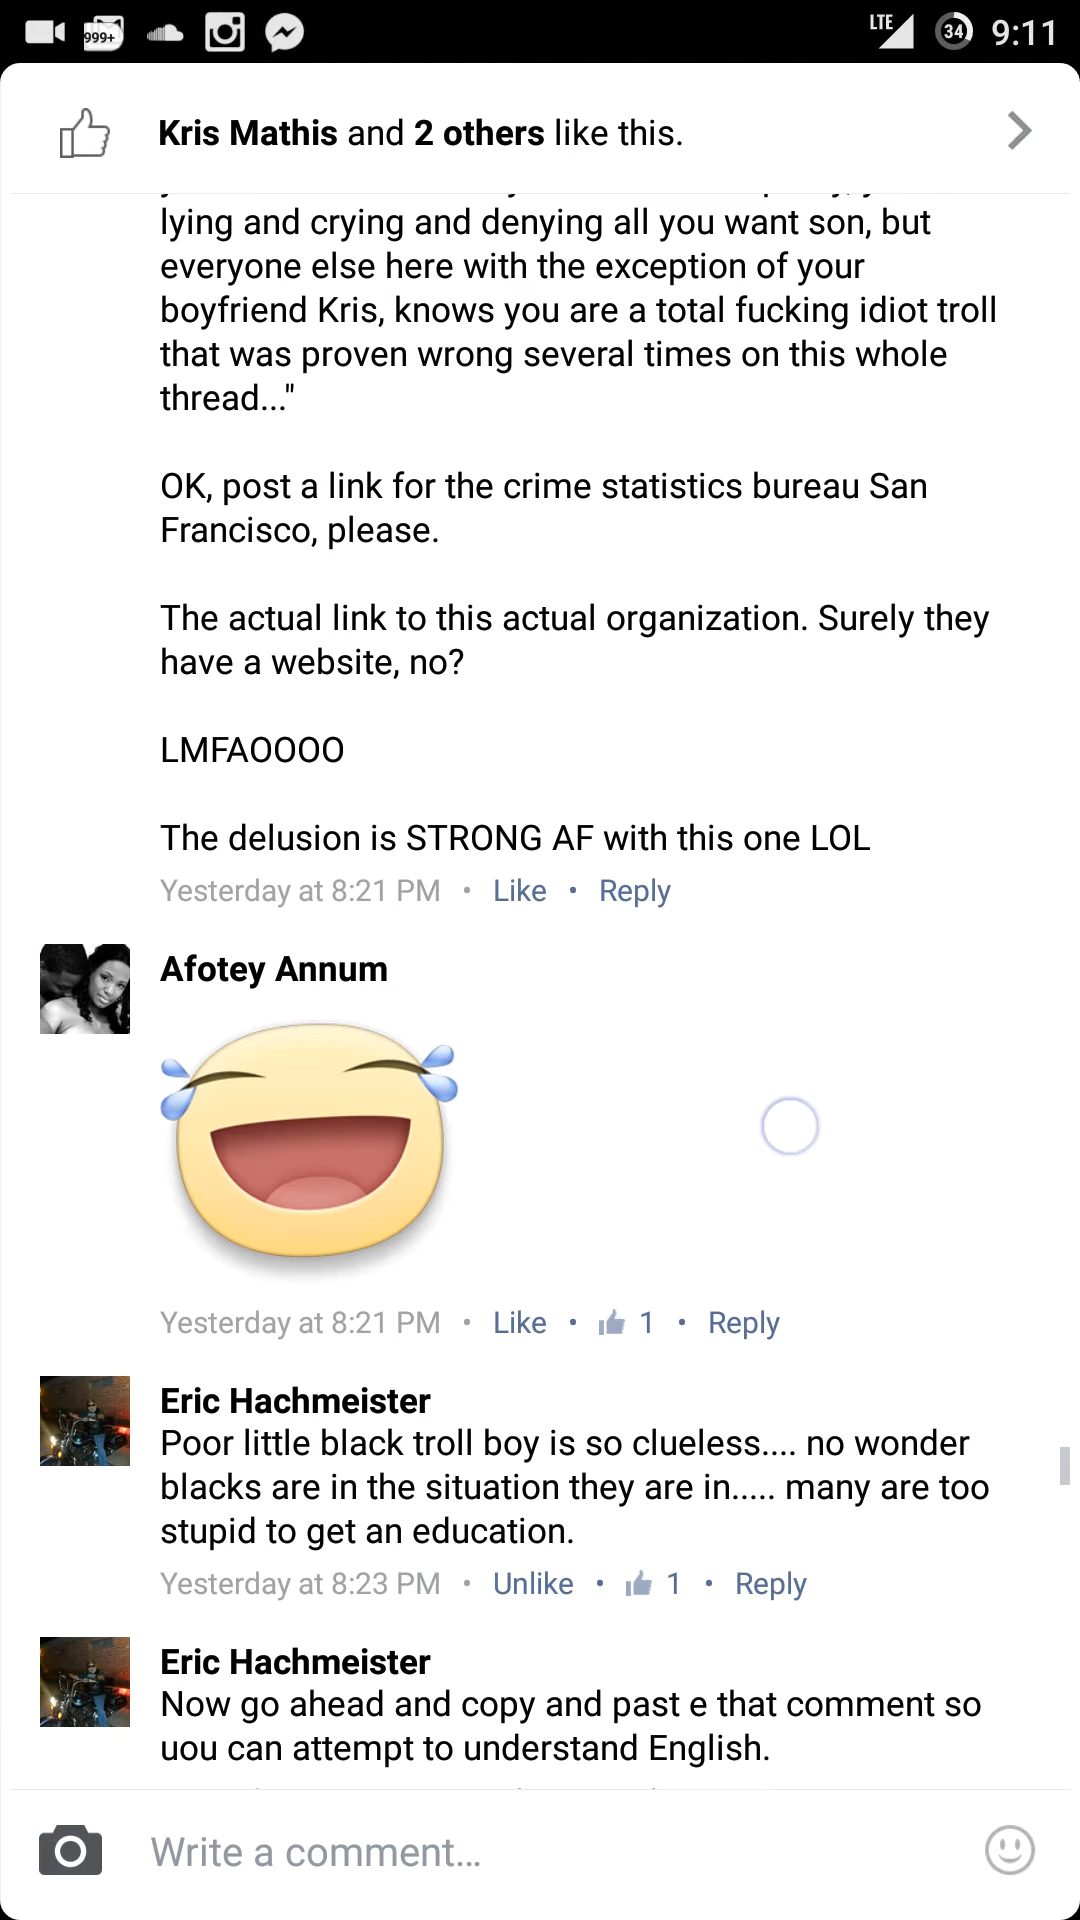 999+
LTE
34
9:11
Kris Mathis and 2 others like this.
lying and crying and denying all you want son, but
everyone else here with the exception of your
boyfriend Kris, knows you are a total fucking idiot troll
that was proven wrong several times on this whole
thread..."
OK, post a link for the crime statistics bureau San
Francisco, please.
The actual link to this actual organization. Surely they
have a website, no?
LMFAOOOO
The delusion is STRONG AF with this one LOL
Yesterday at 8:21 PM • Like • Reply
Afotey Annum
Yesterday at 8:21 PM • Like • 1 • Reply
Eric Hachmeister
Poor little black troll boy is so clueless.... no wonder
blacks are in the situation they are in..... many are too
stupid to get an education.
Yesterday at 8:23 PM • Unlike • 1 • Reply
Eric Hachmeister
Now go ahead and copy and past e that comment so
uou can attempt to understand English.
Write a comment...